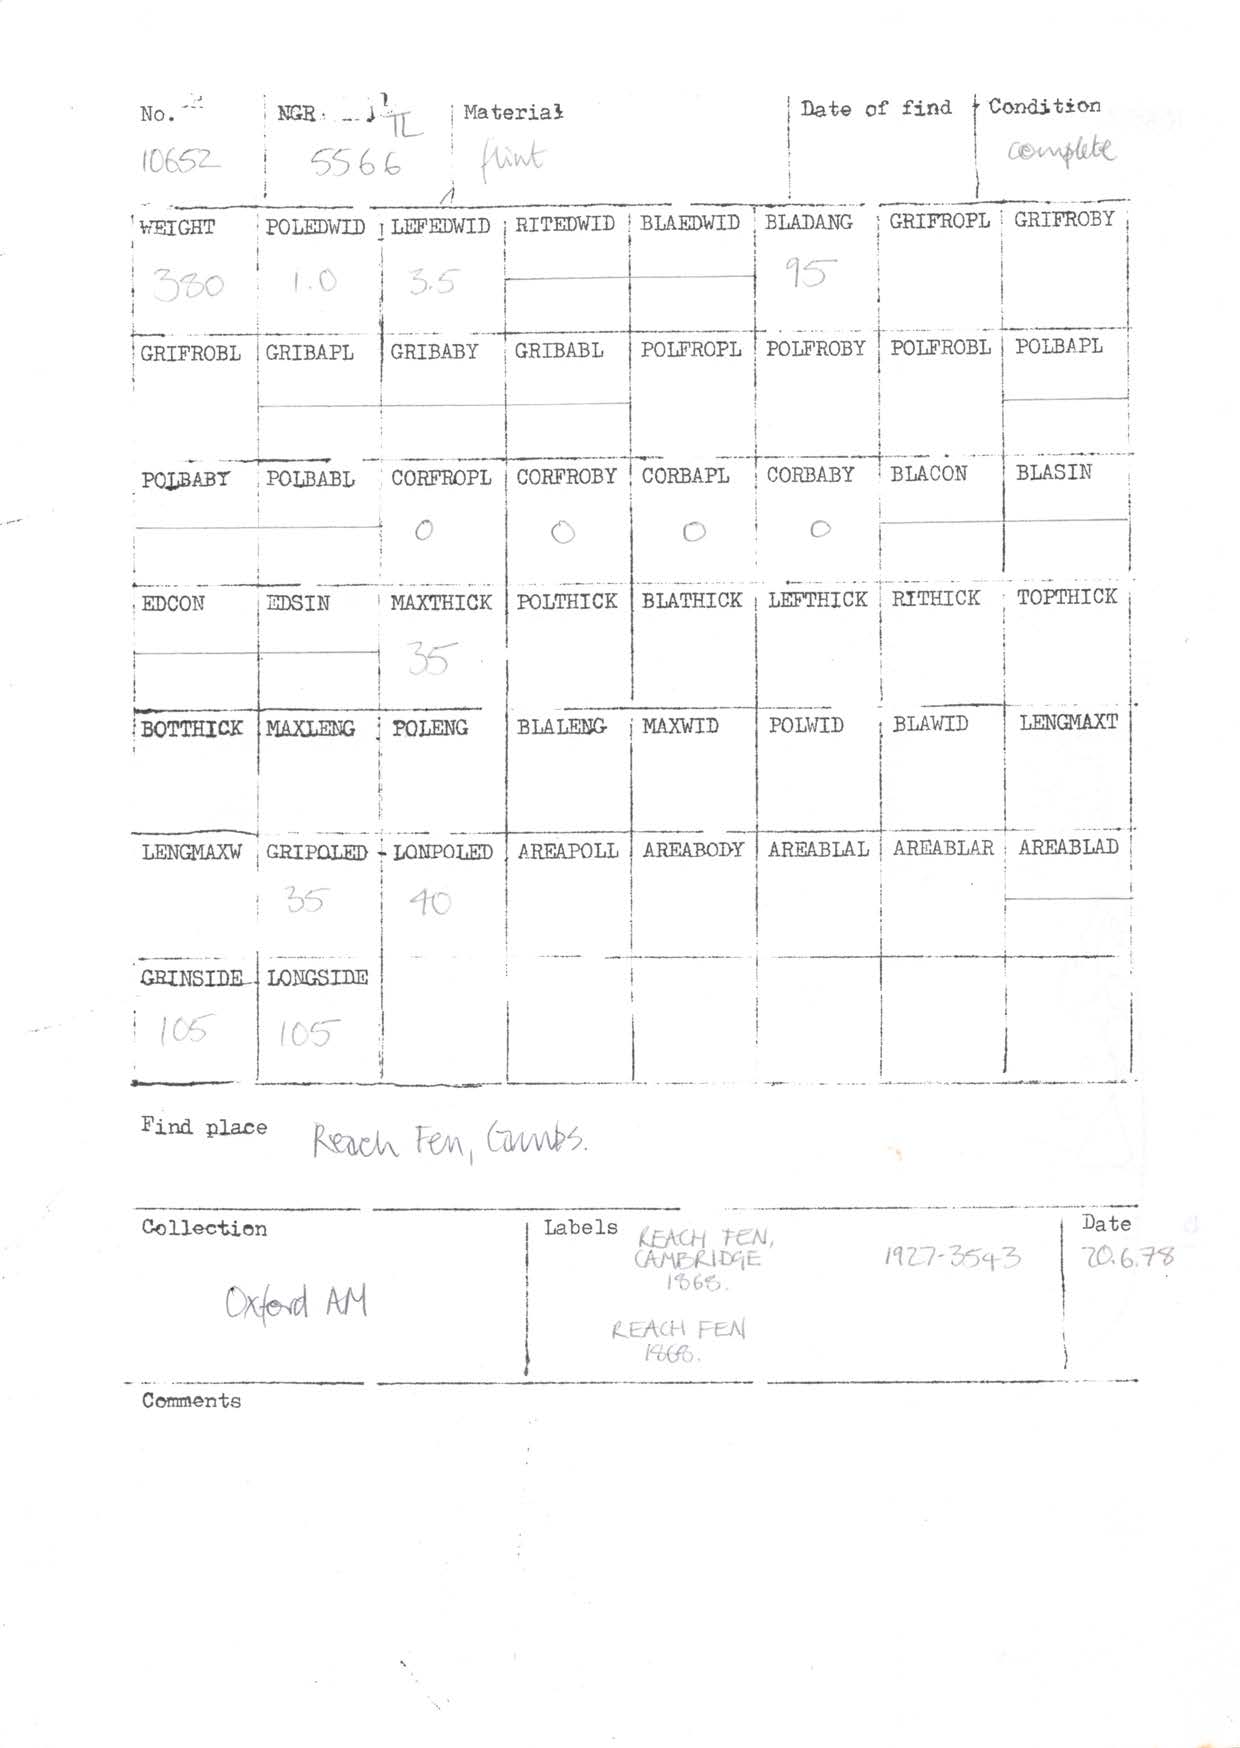 No. NGR Material Date of find Condition
10652 TL 5566 flint complete
WEIGHT POLEDWID LEFEDWID RITEDWID BLAEDWID BLADANG GRIFROPL GRIFROBY
380 1.0 3.5 95
GRIFROBL GRIBAPL GRIBABY GRIBABL POLFROPL POLFROBY POLFROBL POLBAPL
POLBABY POLBABL CORFROPL CORFROBY CORBAPL CORBABY BLACON BLASIN
0 0 0 0
EDCON EDSIN MAXTHICK POLTHICK BLATHICK LEFTHICK RITHICK TOPTHICK
35
BOTTHICK MAXLENG POLENG BLALENG MAXWID POLWID BLAWID LENGMAXT
LENGMAXW GRIPOLED LONPOLED AREAPOLL AREABODY AREABLAL AREABLAR AREABLAD
35 40
GRINSIDE LONGSIDE
105 105
Find place Reach Fen, Cambs.
Collection Labels Date
Oxford AM
REACH FEN,
CAMBRIDGE
1868.
REACH FEN
1868.
1927-3543
20.6.78
Comments